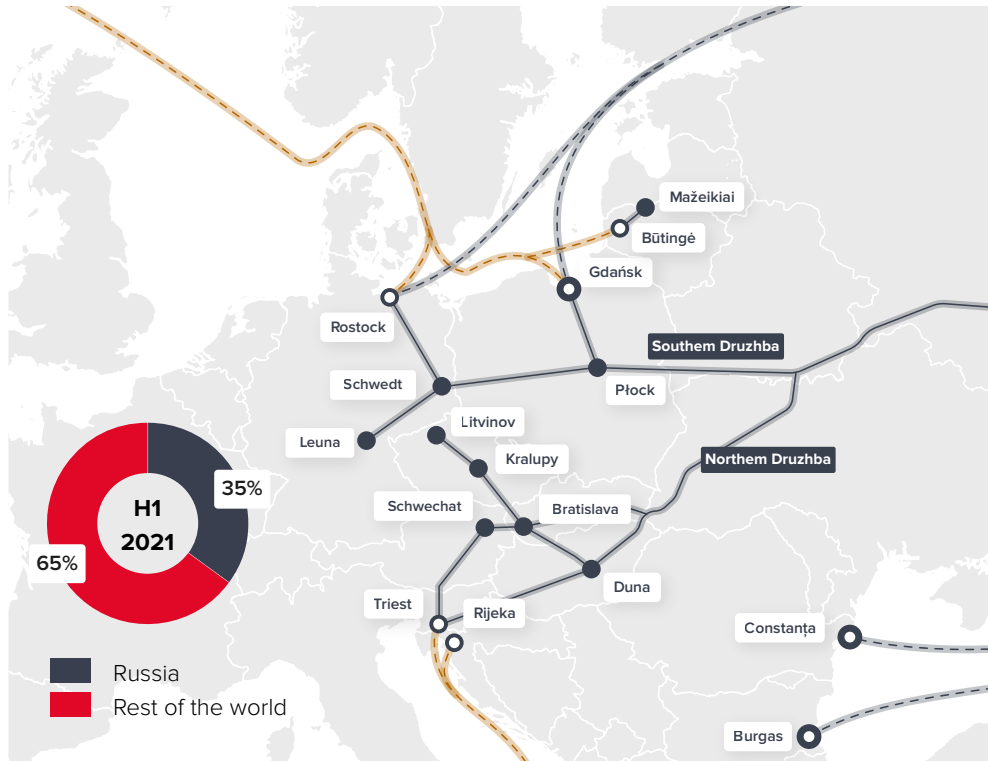 Mažeikiai
Būtingė
Gdańsk
Rostock
Southem Druzhba
Schwedt
Płock
Litvinov
Leuna
Kralupy
Northem Druzhba
35%
Schwechat
Bratislava
H1
2021
65%
Duna
Triest
Rijeka
Constanța
Russia
Rest of the world
Burgas